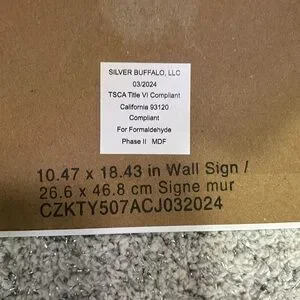 SILVER BUFFALO, LLC
03/2024
TSCA Title VI Compliant
California 93120
Compliant
For Formaldehyde
Phase II MDF
10.47 x 18.43 in Wall Sign /
26.6 x 46.8 cm Signe mur
CZKTY507ACJ032024